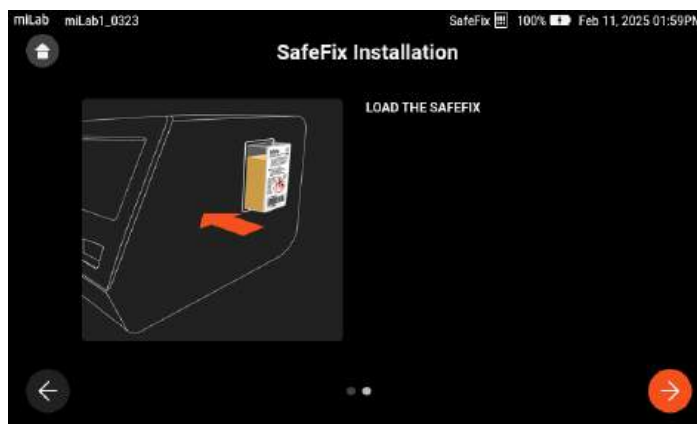 miLab miLab1_0323 SafeFix 100% Feb 11, 2025 01:59PM
SafeFix Installation
LOAD THE SAFEFIX